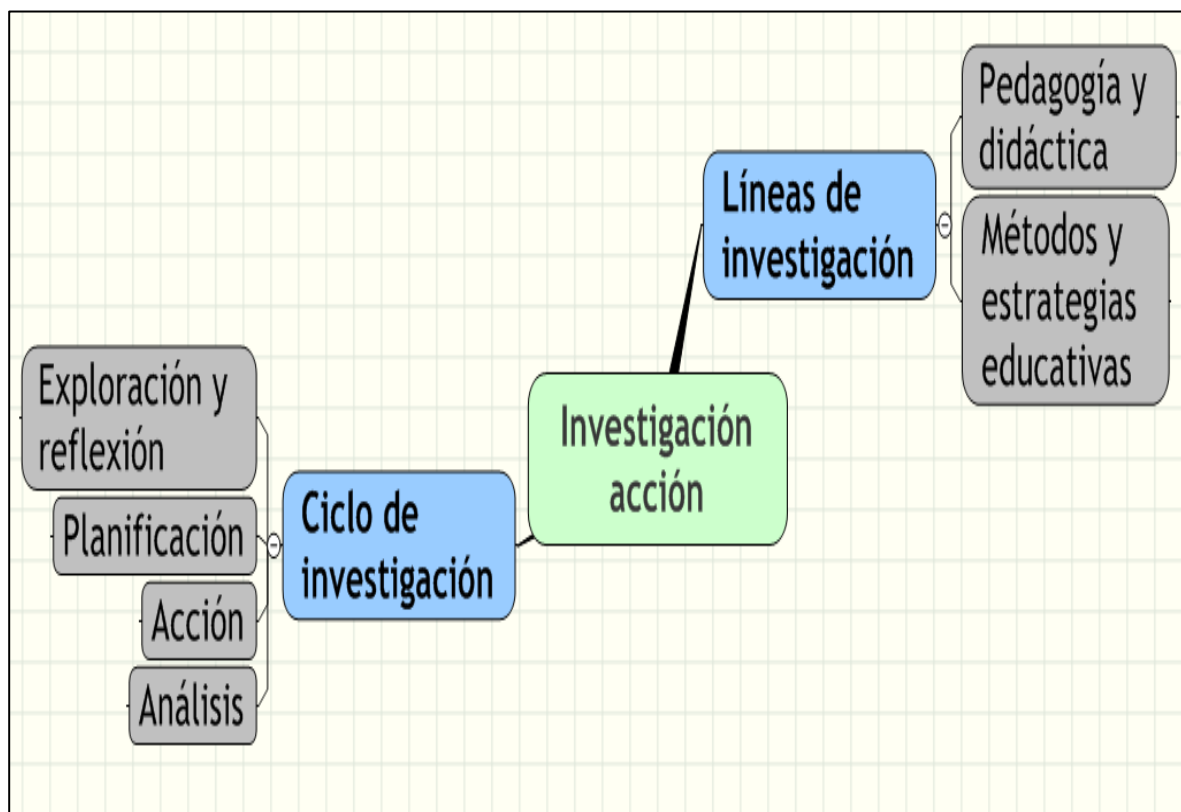 Pedagogía y
didáctica
Líneas de
investigación
Métodos y
estrategias
educativas
Investigación
acción
Exploración y
reflexión
Ciclo de
investigación
Planificación
Acción
Análisis